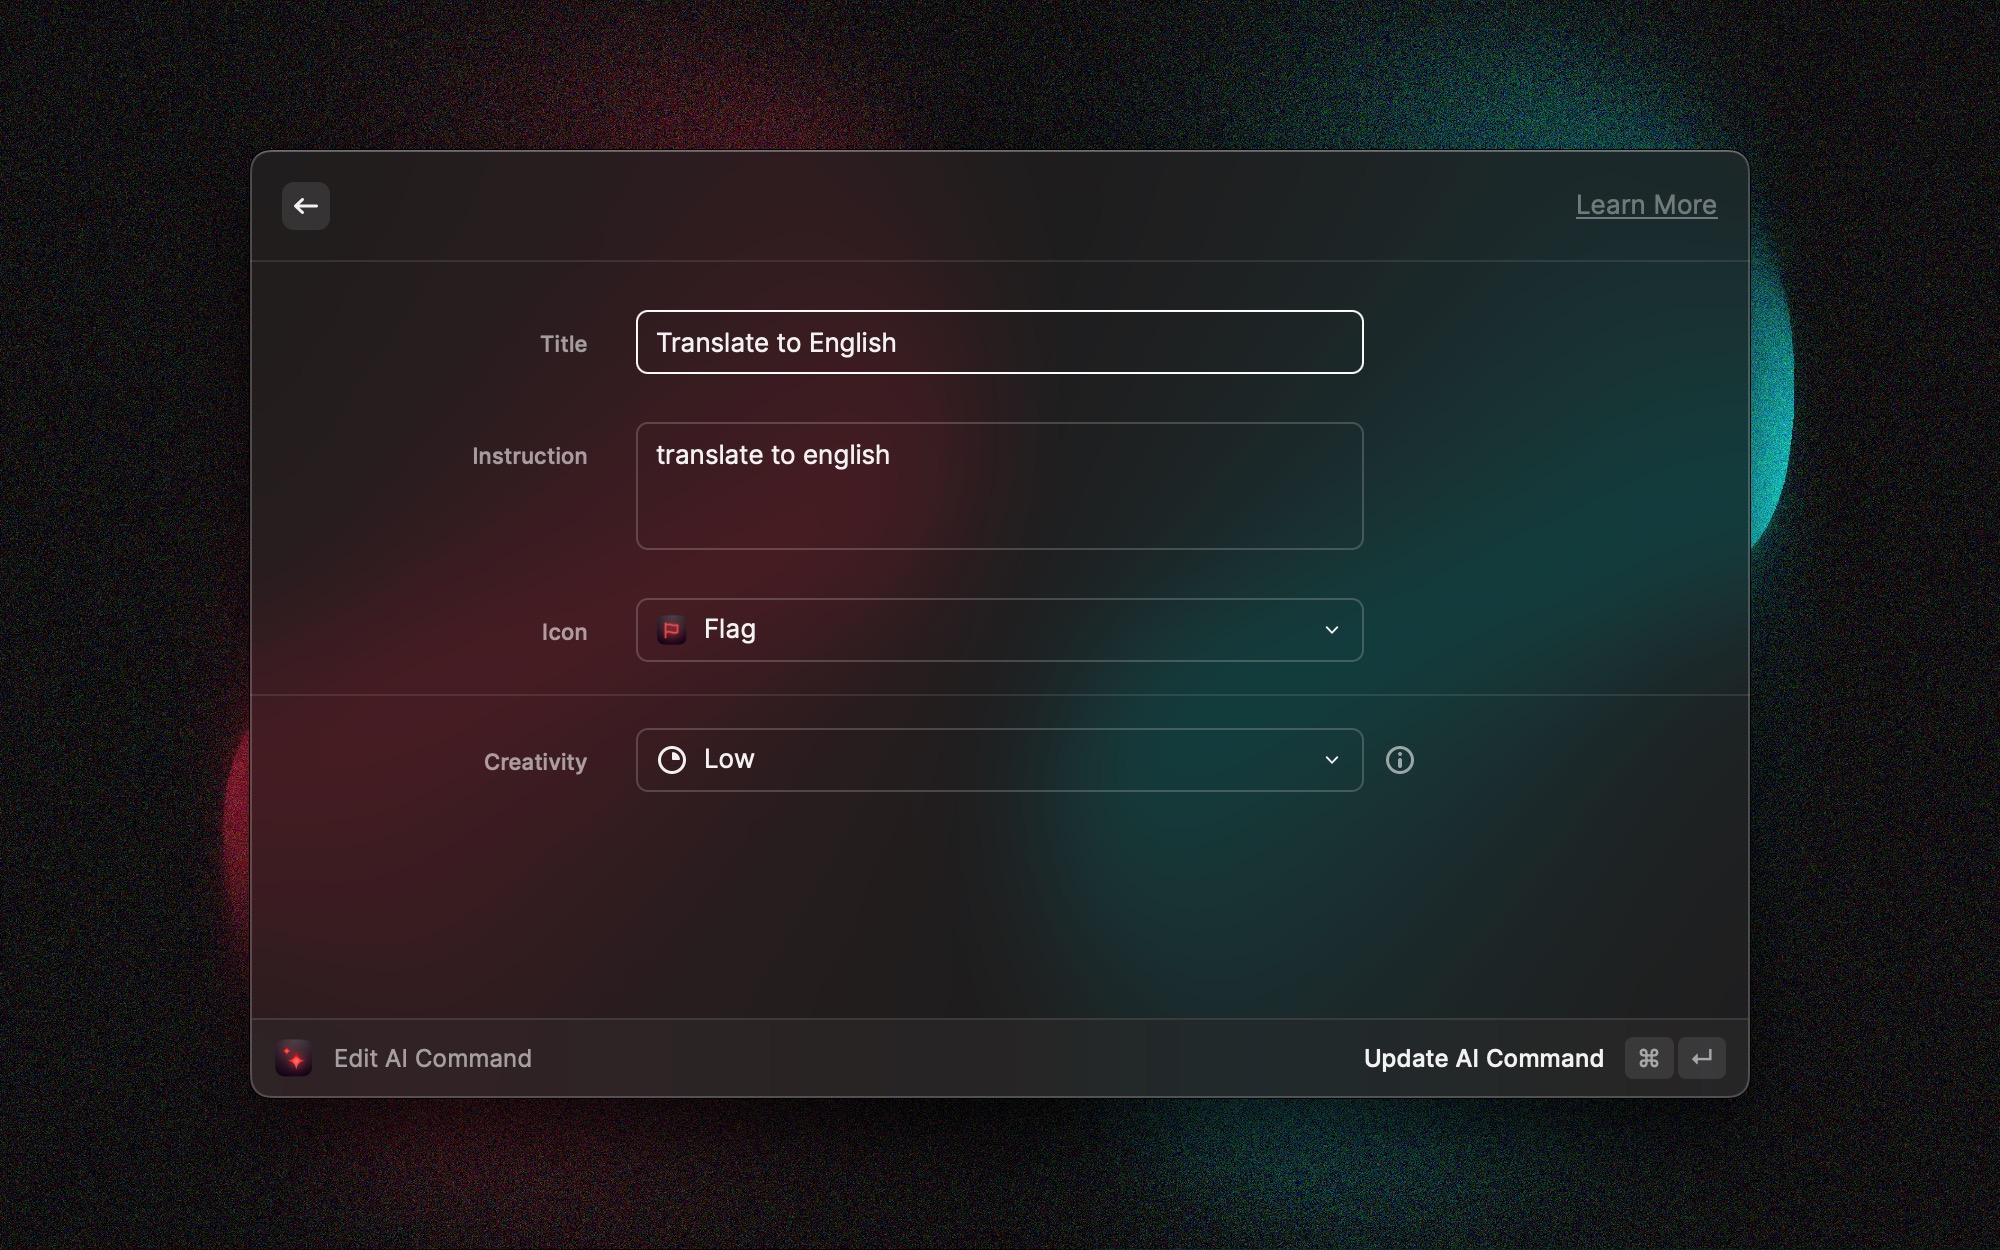 Learn More
Title
Translate to English
Instruction
translate to english
Icon
Flag
Creativity
Low
Edit AI Command
Update AI Command ⌘ ↵